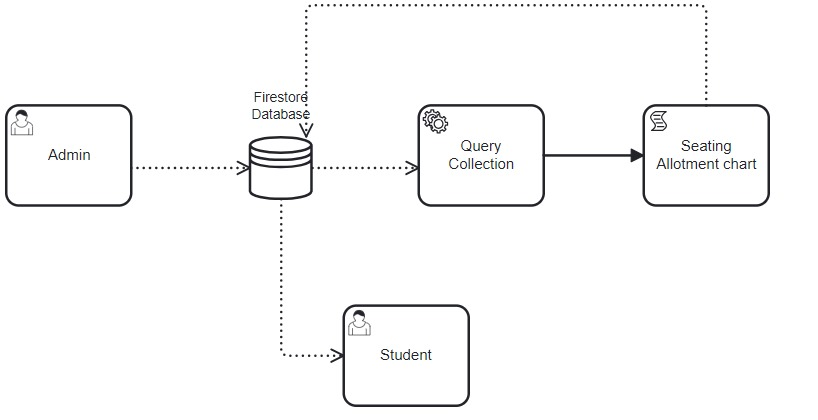 Firestore
Database
Admin
Query
Collection
Seating
Allotment chart
Student